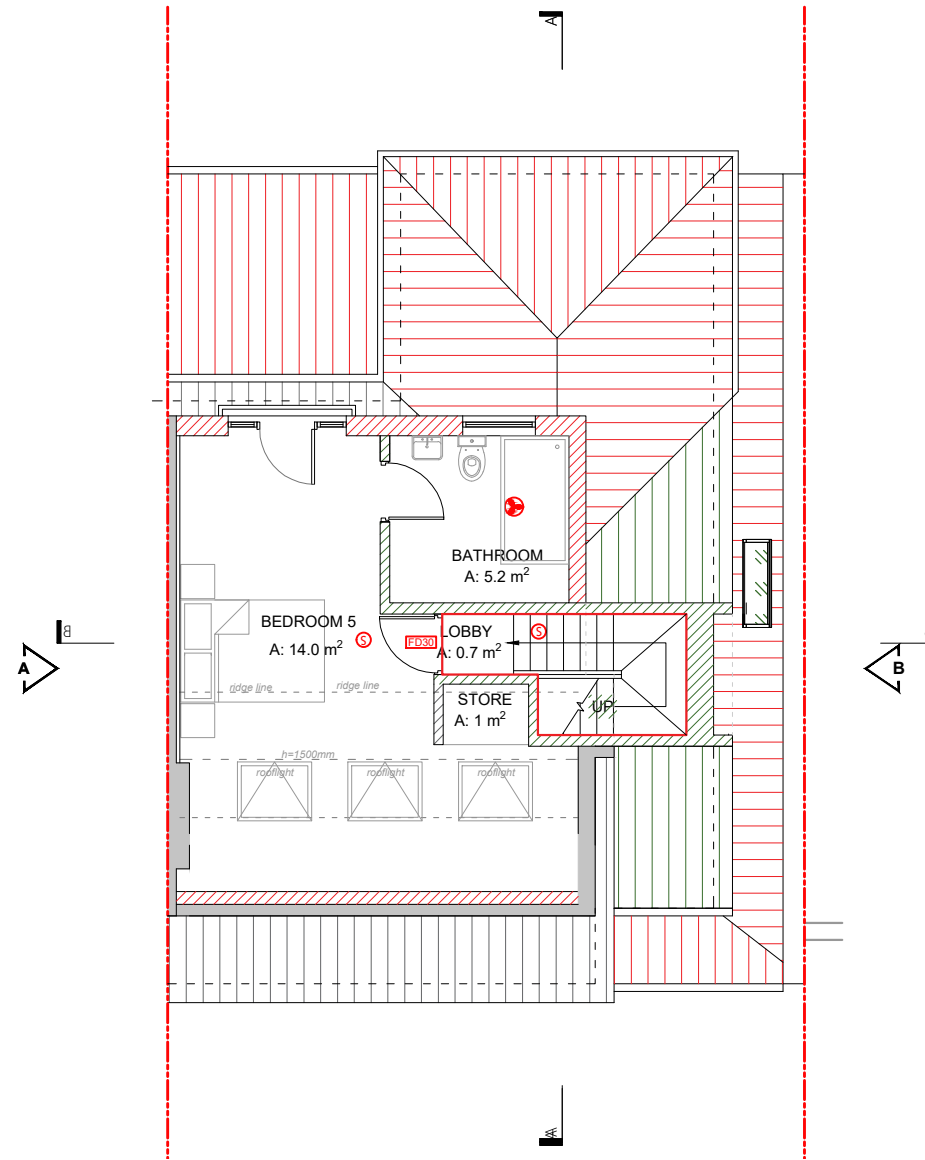 A
BATHROOM
A: 5.2 m²
BEDROOM 5
A: 14.0 m²
S
FD30
LOBBY
A: 0.7 m²
S
B
A
B
ridge line
ridge line
STORE
A: 1 m²
UP
h=1500mm
rooflight
rooflight
rooflight